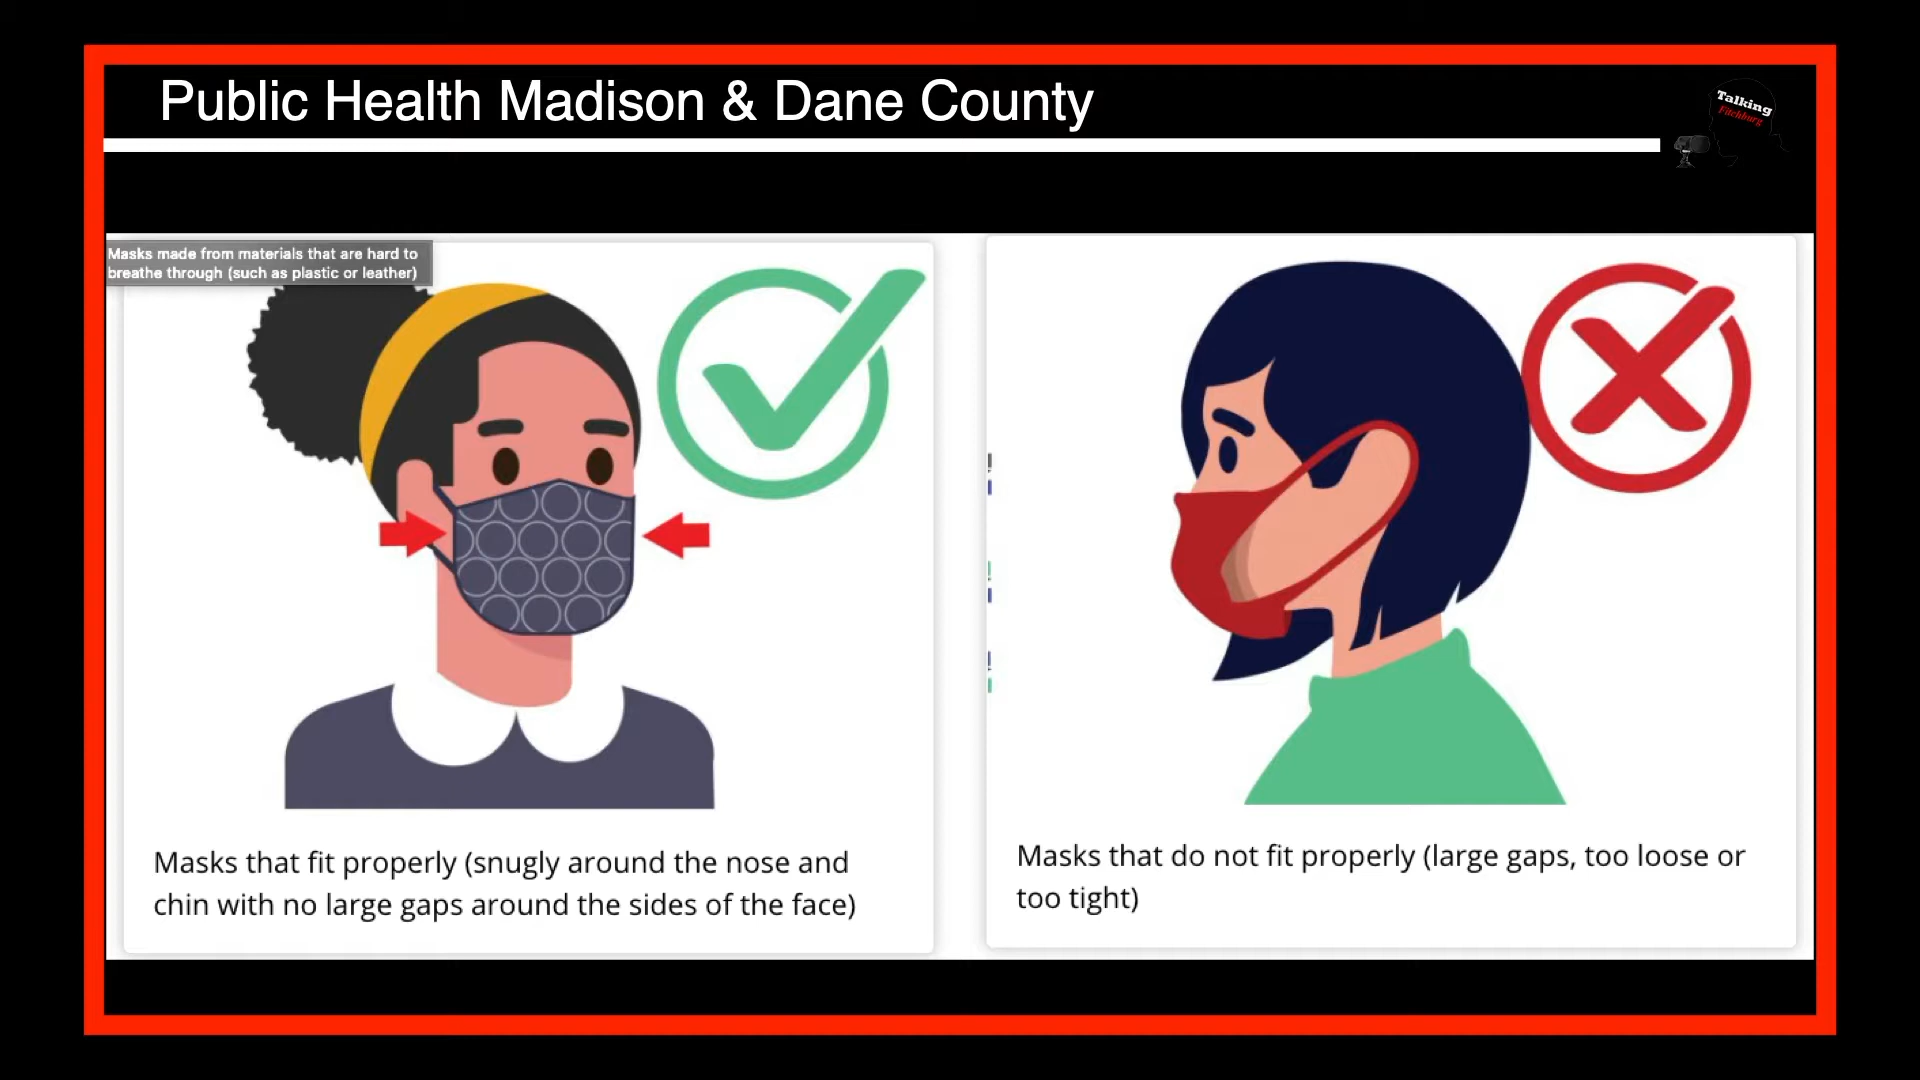 Public Health Madison & Dane County
Talking
Fitchburg
Masks made from materials that are hard to
breathe through (such as plastic or leather)
Masks that fit properly (snugly around the nose and
chin with no large gaps around the sides of the face)
Masks that do not fit properly (large gaps, too loose or
too tight)